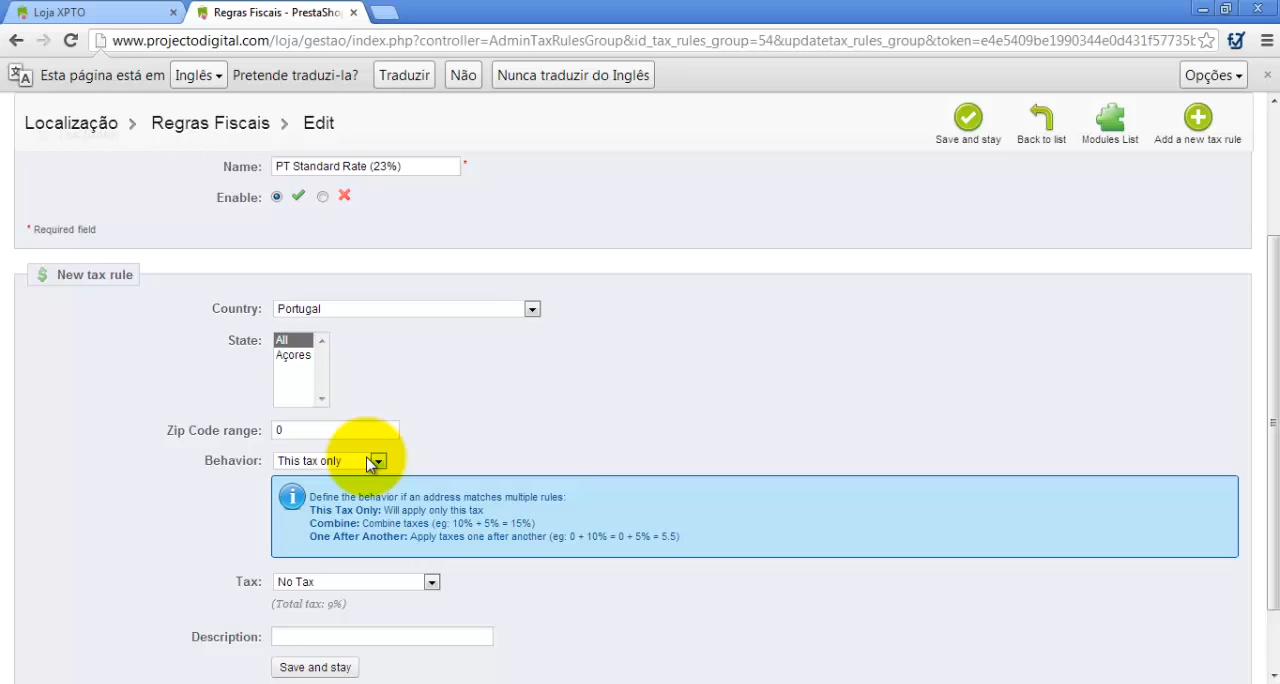 Loja XPTO
Regras Fiscais - PrestaShop
www.projectodigital.com/loja/gestao/index.php?controller=AdminTaxRulesGroup&id_tax_rules_group=54&updatetax_rules_group&token=e4e5409be1990344e0d431f57735b
Esta página está em Inglês Pretende traduzi-la? Traduzir Não Nunca traduzir do Inglês Opções
Localização > Regras Fiscais > Edit
Save and stay Back to list Modules List Add a new tax rule
Name: PT Standard Rate (23%) *
Enable:
* Required field
New tax rule
Country: Portugal
State: All
Açores
Zip Code range: 0
Behavior: This tax only
Define the behavior if an address matches multiple rules:
This Tax Only: Will apply only this tax
Combine: Combine taxes (eg: 10% + 5% = 15%)
One After Another: Apply taxes one after another (eg: 0 + 10% = 0 + 5% = 5.5)
Tax: No Tax
(Total tax: 9%)
Description:
Save and stay